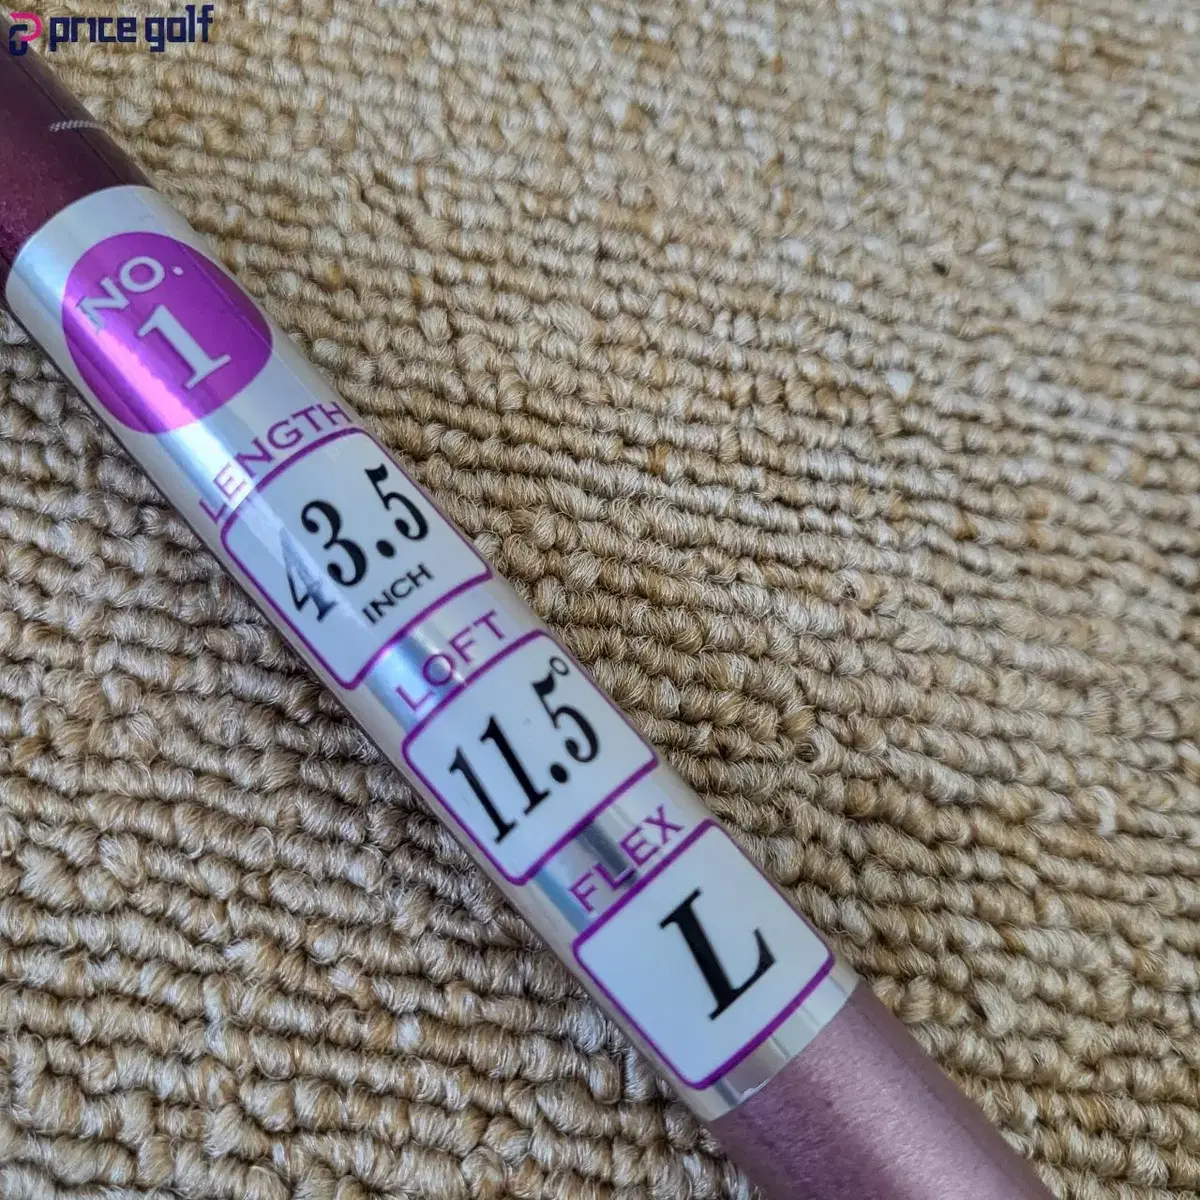 price golf
NO.
1
LENGTH
43.5
INCH
LOFT
11.5°
FLEX
L